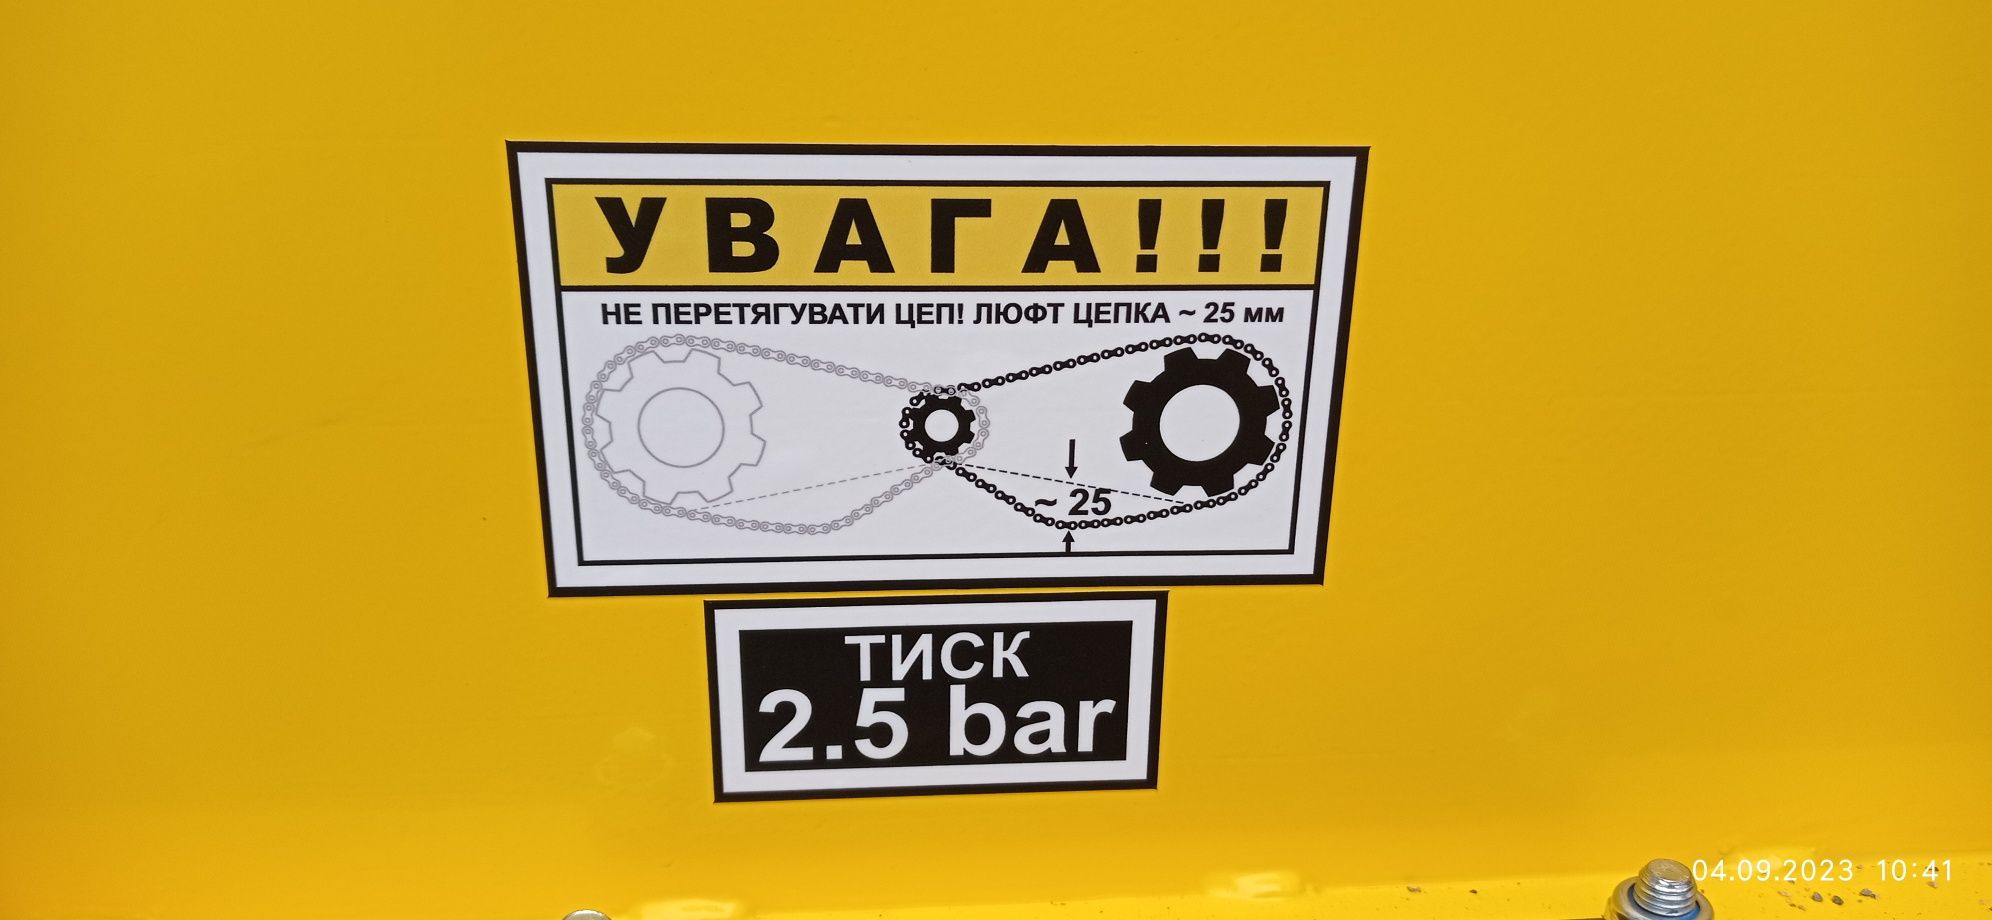 УВАГА!!!
НЕ ПЕРЕТЯГУВАТИ ЦЕП! ЛЮФТ ЦЕПКА ~ 25 мм
~ 25
ТИСК
2.5 bar
04.09.2023 10:41